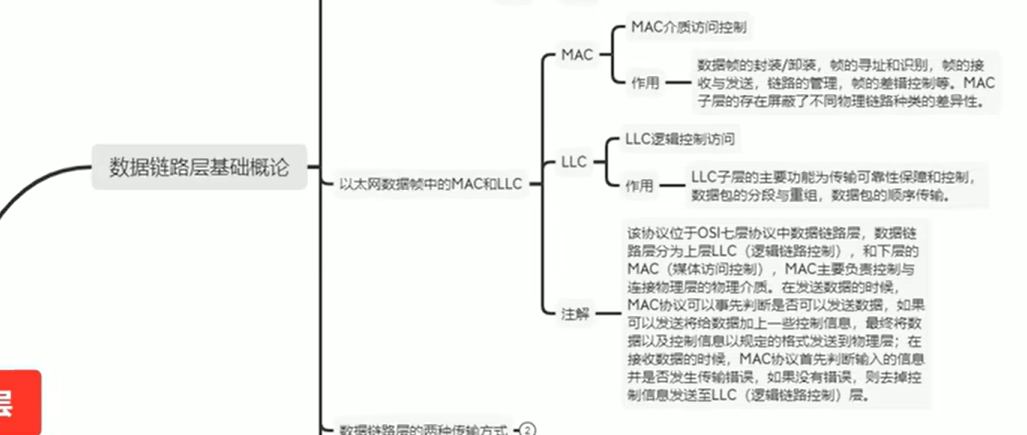 MAC介质访问控制
MAC
作用
数据帧的封装/卸装，帧的寻址和识别，帧的接
收与发送，链路的管理，帧的差错控制等。MAC
子层的存在屏蔽了不同物理链路种类的差异性。
数据链路层基础概论
以太网数据帧中的MAC和LLC
LLC逻辑控制访问
LLC
作用
LLC子层的主要功能为传输可靠性保障和控制，
数据包的分段与重组，数据包的顺序传输。
注解
该协议位于OSI七层协议中数据链路层，数据链
路层分为上层LLC（逻辑链路控制），和下层的
MAC（媒体访问控制），MAC主要负责控制与
连接物理层的物理介质。在发送数据的时候，
MAC协议可以事先判断是否可以发送数据，如果
可以发送将给数据加上一些控制信息，最终将数
据以及控制信息以规定的格式发送到物理层；在
接收数据的时候，MAC协议首先判断输入的信息
并是否发生传输错误，如果没有错误，则去掉控
制信息发送至LLC（逻辑链路控制）层。
层
数据链路层的两种传输方式
2